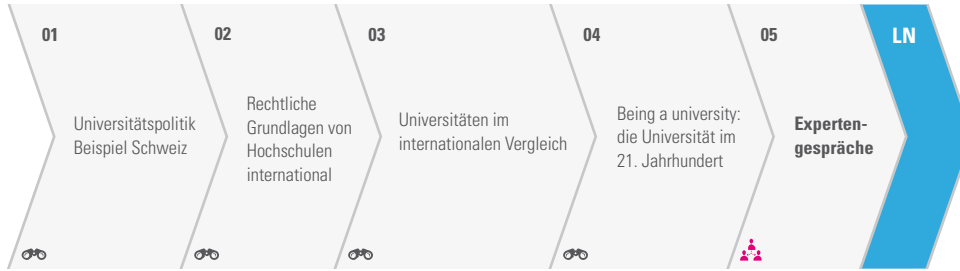 01
Universitätspolitik
Beispiel Schweiz
02
Rechtliche
Grundlagen von
Hochschulen
international
03
Universitäten im
internationalen Vergleich
04
Being a university:
die Universität im
21. Jahrhundert
05
Experten-
gespräche
LN